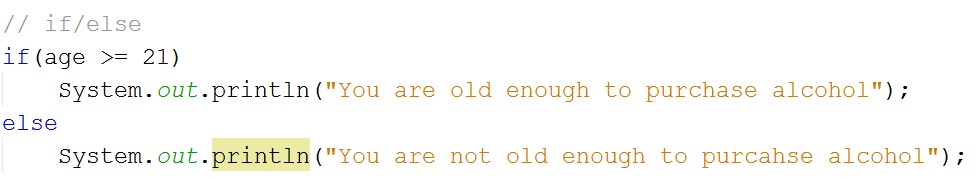 // if/else
if(age >= 21)
    System.out.println("You are old enough to purchase alcohol");
else
    System.out.println("You are not old enough to purcahse alcohol");